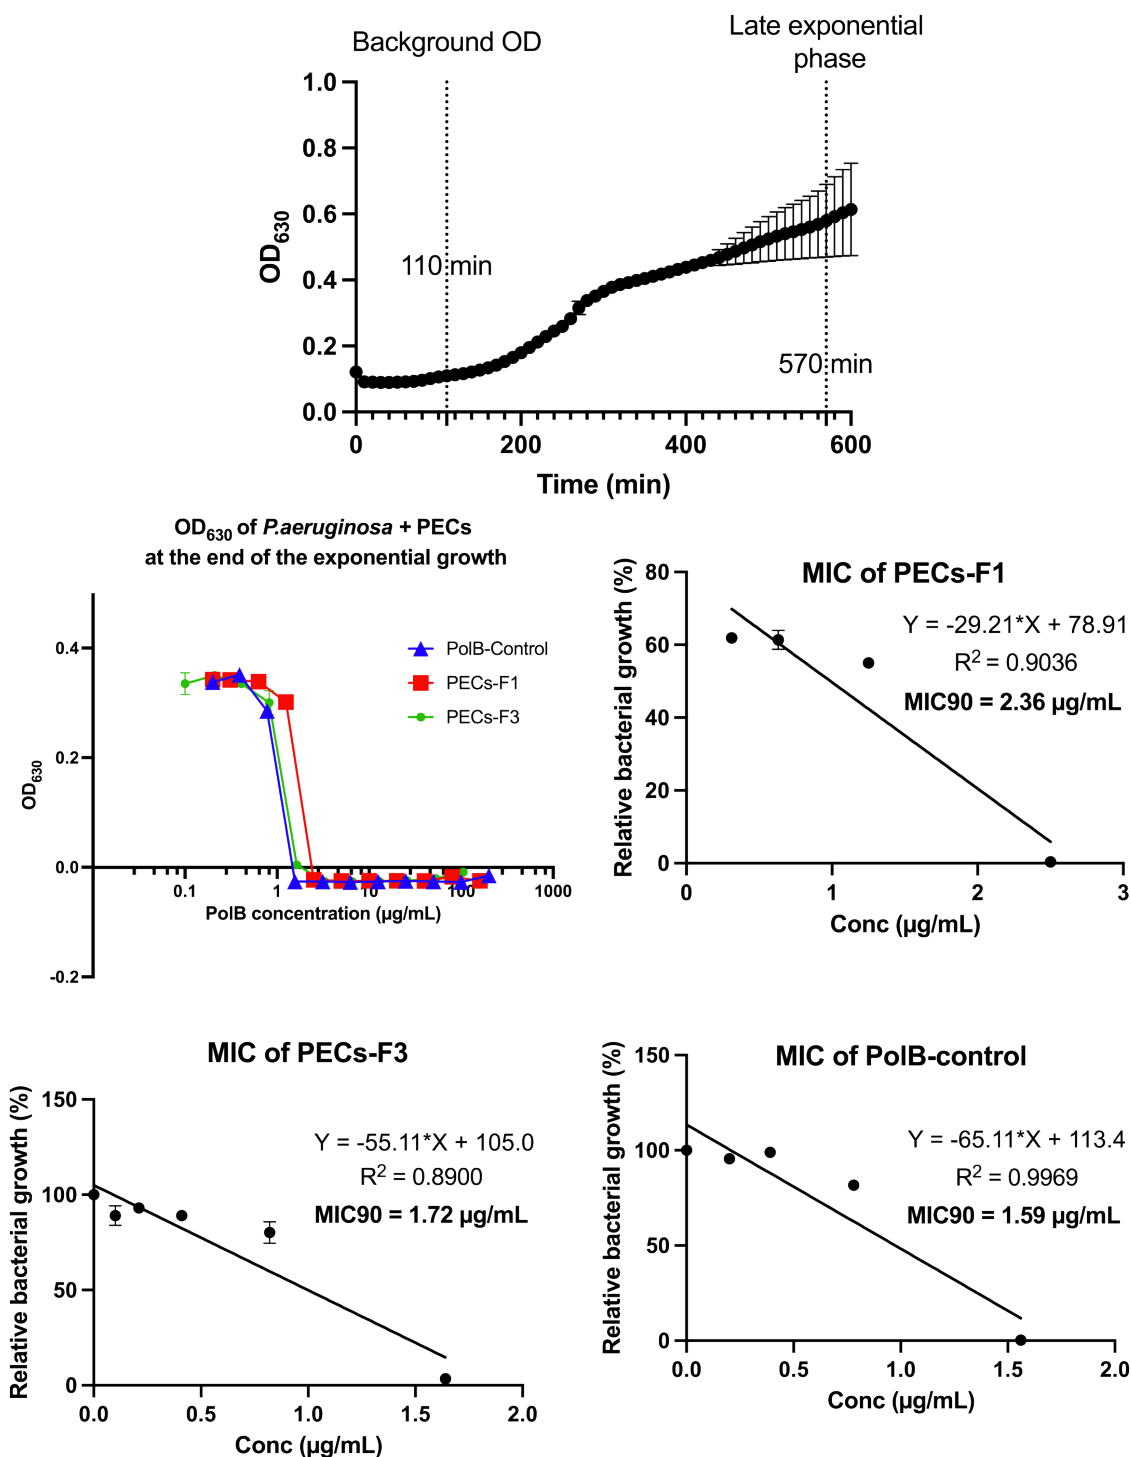 Background OD
Late exponential
phase
1.0
0.8
0.6
0.4
0.2
0.0
OD630
110 min
570 min
0
200
400
600
Time (min)
OD630 of P.aeruginosa + PECs
at the end of the exponential growth
0.4
0.2
0.0
-0.2
OD630
PolB-Control
PECs-F1
PECs-F3
0.1
1
10
100
1000
PolB concentration (µg/mL)
MIC of PECs-F1
Y = -29.21*X + 78.91
R2 = 0.9036
MIC90 = 2.36 µg/mL
Relative bacterial growth (%)
80
60
40
20
0
0
1
2
3
Conc (µg/mL)
MIC of PECs-F3
Y = -55.11*X + 105.0
R2 = 0.8900
MIC90 = 1.72 µg/mL
Relative bacterial growth (%)
150
100
50
0
0.0
0.5
1.0
1.5
2.0
Conc (µg/mL)
MIC of PolB-control
Y = -65.11*X + 113.4
R2 = 0.9969
MIC90 = 1.59 µg/mL
Relative bacterial growth (%)
150
100
50
0
0.0
0.5
1.0
1.5
2.0
Conc (µg/mL)